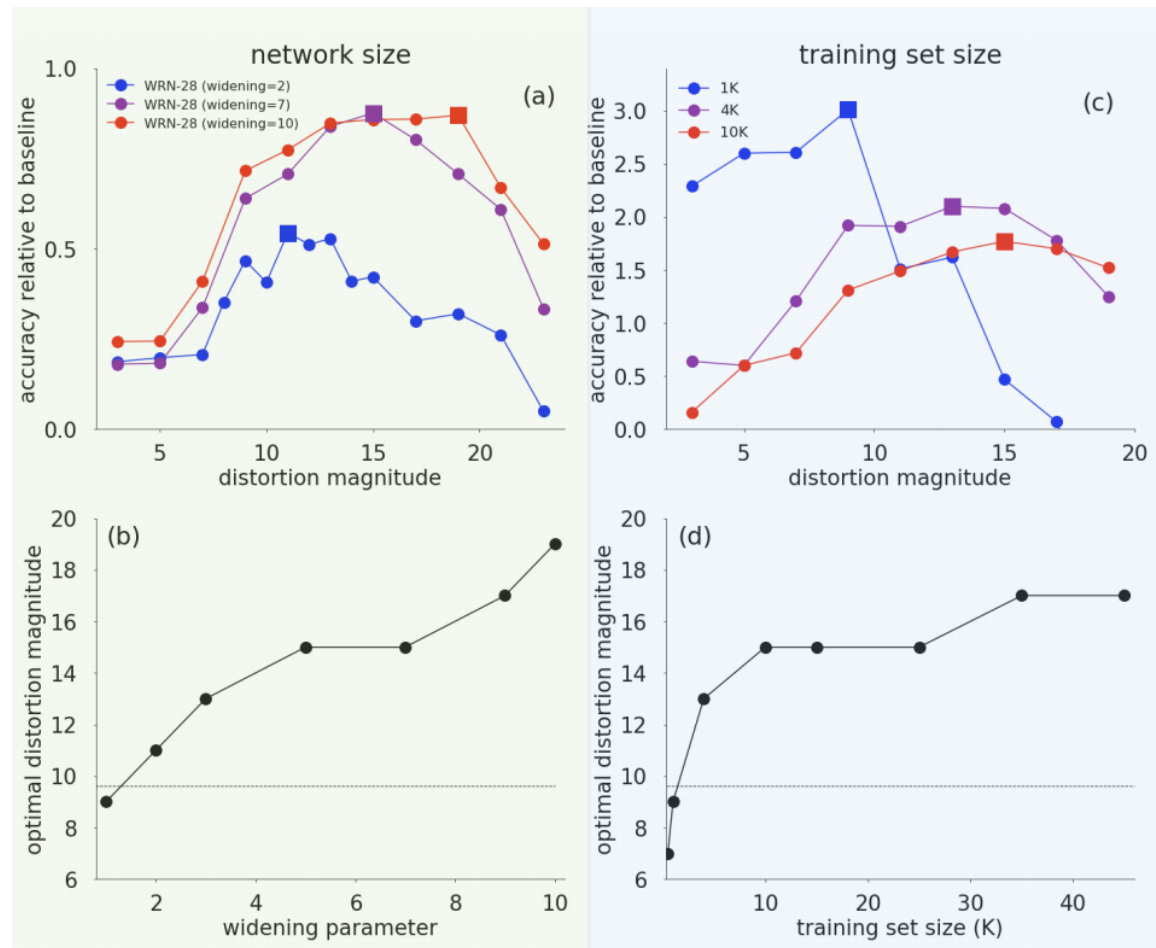 network size
accuracy relative to baseline
1.0
0.5
0.0
WRN-28 (widening=2)
WRN-28 (widening=7)
WRN-28 (widening=10)
(a)
5 10 15 20
distortion magnitude
training set size
accuracy relative to baseline
3.0
2.5
2.0
1.5
1.0
0.5
0.0
1K
4K
10K
(c)
5 10 15 20
distortion magnitude
optimal distortion magnitude
20
18
16
14
12
10
8
6
(b)
2 4 6 8 10
widening parameter
optimal distortion magnitude
20
18
16
14
12
10
8
6
(d)
10 20 30 40
training set size (K)